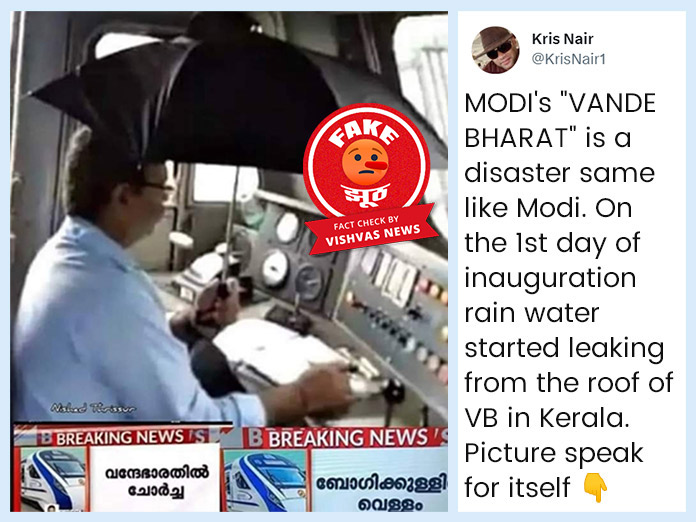 FAKE
झूठ
FACT CHECK BY
VISHVAS NEWS
Nishad Thrissur
B BREAKING NEWS 'S
വന്ദേഭാരതിൽ
ചോർച്ച
B BREAKING NEWS 'S
ബോഗിക്കുള്ളി
വെള്ളം
Kris Nair
@KrisNair1
MODI's "VANDE
BHARAT" is a
disaster same
like Modi. On
the 1st day of
inauguration
rain water
started leaking
from the roof of
VB in Kerala.
Picture speak
for itself 👇